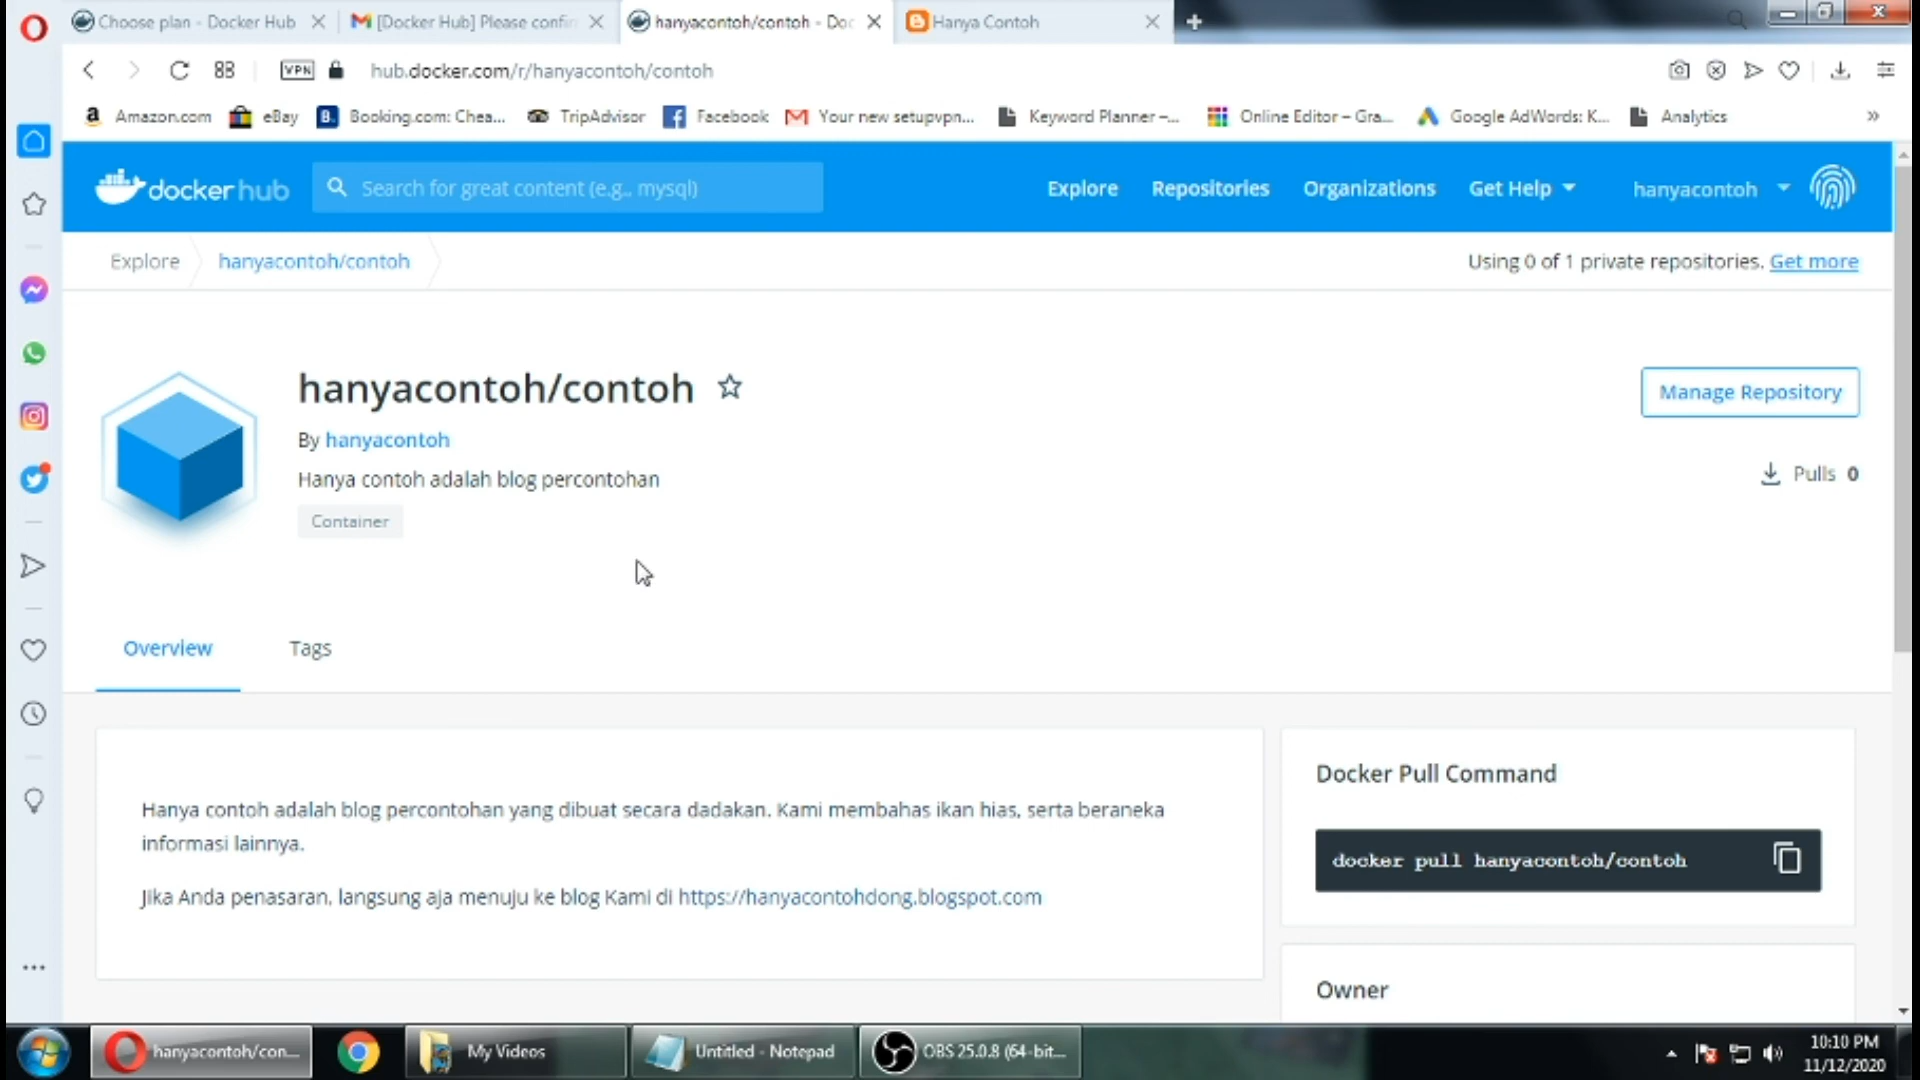 Choose plan - Docker Hub
[Docker Hub] Please confir
hanyacontoh/contoh - Doc
Hanya Contoh
VPN
hub.docker.com/r/hanyacontoh/contoh
Amazon.com
eBay
Booking.com: Chea...
TripAdvisor
Facebook
Your new setupvpn...
Keyword Planner –...
Online Editor – Gra...
Google AdWords: K...
Analytics
docker hub
Search for great content (e.g., mysql)
Explore
Repositories
Organizations
Get Help
hanyacontoh
Explore
hanyacontoh/contoh
Using 0 of 1 private repositories. Get more
hanyacontoh/contoh
Manage Repository
By hanyacontoh
Hanya contoh adalah blog percontohan
Pulls 0
Container
Overview
Tags
Docker Pull Command
Hanya contoh adalah blog percontohan yang dibuat secara dadakan. Kami membahas ikan hias, serta beraneka
informasi lainnya.
docker pull hanyacontoh/contoh
Jika Anda penasaran, langsung aja menuju ke blog Kami di https://hanyacontohdong.blogspot.com
Owner
hanyacontoh/con...
My Videos
Untitled - Notepad
OBS 25.0.8 (64-bit...
10:10 PM
11/12/2020